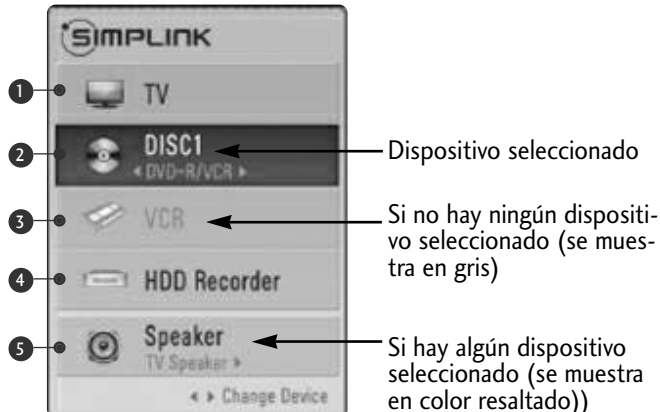 SIMPLINK
1 TV
2 DISC1
◂ DVD-R/VCR ▸
Dispositivo seleccionado
3 VCR
Si no hay ningún dispositi-
vo seleccionado (se mues-
tra en gris)
4 HDD Recorder
5 Speaker
TV Speaker ▸
Si hay algún dispositivo
seleccionado (se muestra
en color resaltado))
◂ ▸ Change Device